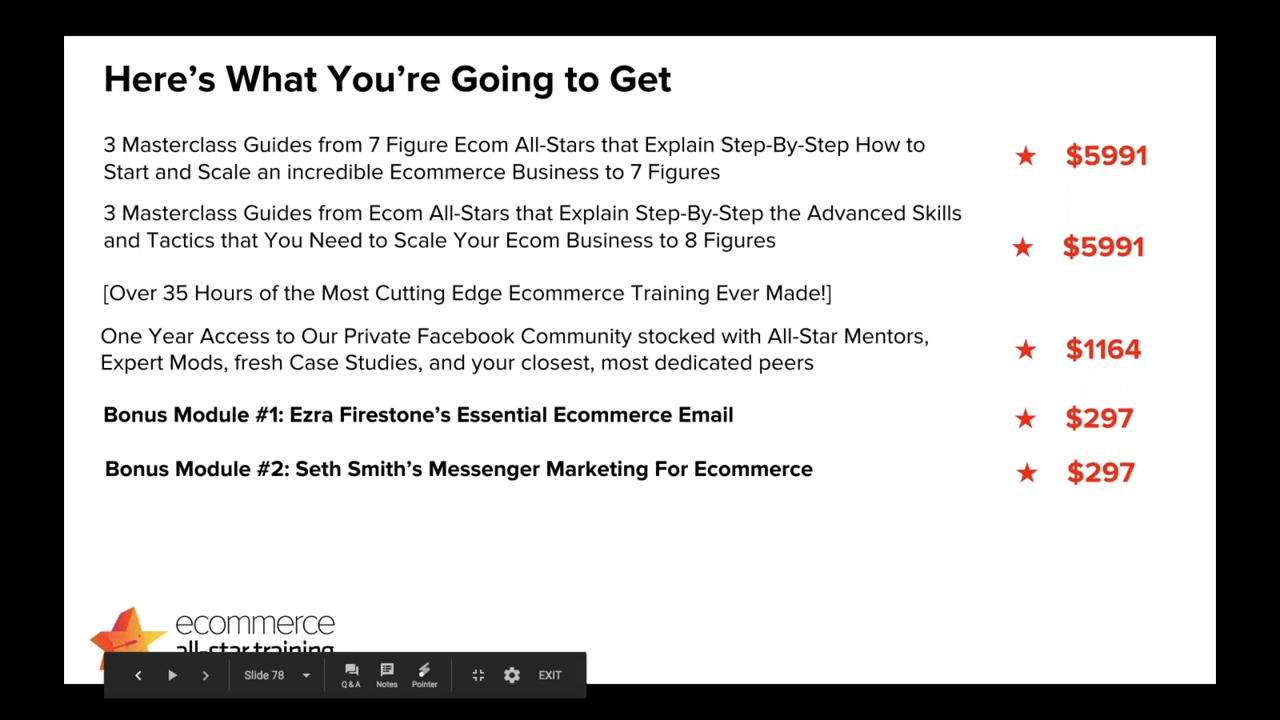 Here's What You're Going to Get
3 Masterclass Guides from 7 Figure Ecom All-Stars that Explain Step-By-Step How to
Start and Scale an incredible Ecommerce Business to 7 Figures
$5991
3 Masterclass Guides from Ecom All-Stars that Explain Step-By-Step the Advanced Skills
and Tactics that You Need to Scale Your Ecom Business to 8 Figures
$5991
[Over 35 Hours of the Most Cutting Edge Ecommerce Training Ever Made!]
One Year Access to Our Private Facebook Community stocked with All-Star Mentors,
Expert Mods, fresh Case Studies, and your closest, most dedicated peers
$1164
Bonus Module #1: Ezra Firestone's Essential Ecommerce Email
$297
Bonus Module #2: Seth Smith's Messenger Marketing For Ecommerce
$297
ecommerce
all-star training
Slide 78
Q & A
Notes
Pointer
EXIT